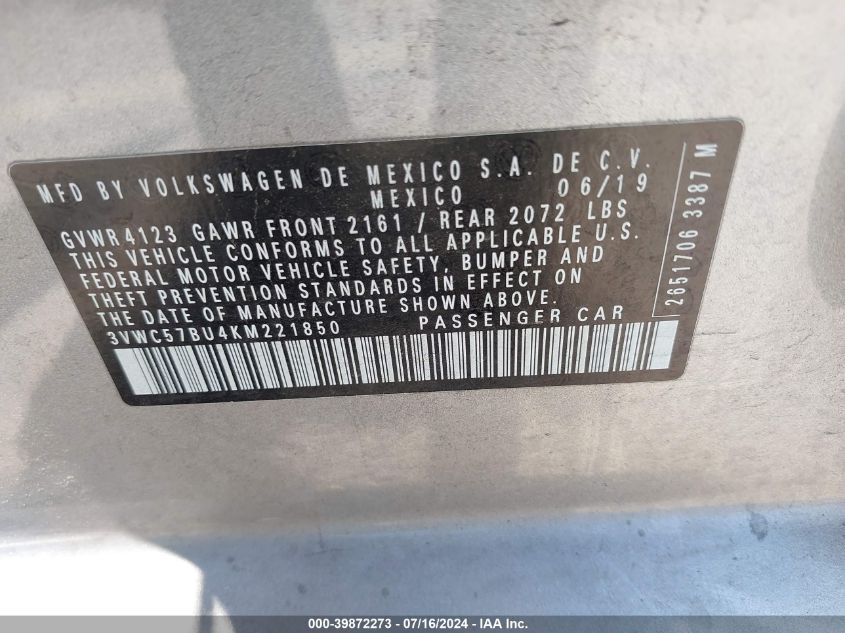 MFD BY VOLKSWAGEN DE MEXICO S.A. DE C.V.
MEXICO 06/19
GVWR 4123 GAWR FRONT 2161 / REAR 2072 LBS
THIS VEHICLE CONFORMS TO ALL APPLICABLE U.S.
FEDERAL MOTOR VEHICLE SAFETY, BUMPER AND
THEFT PREVENTION STANDARDS IN EFFECT ON
THE DATE OF MANUFACTURE SHOWN ABOVE.
3VWC57BU4KM221850 PASSENGER CAR
2651706 3387 M
000-39872273 - 07/16/2024 - IAA Inc.